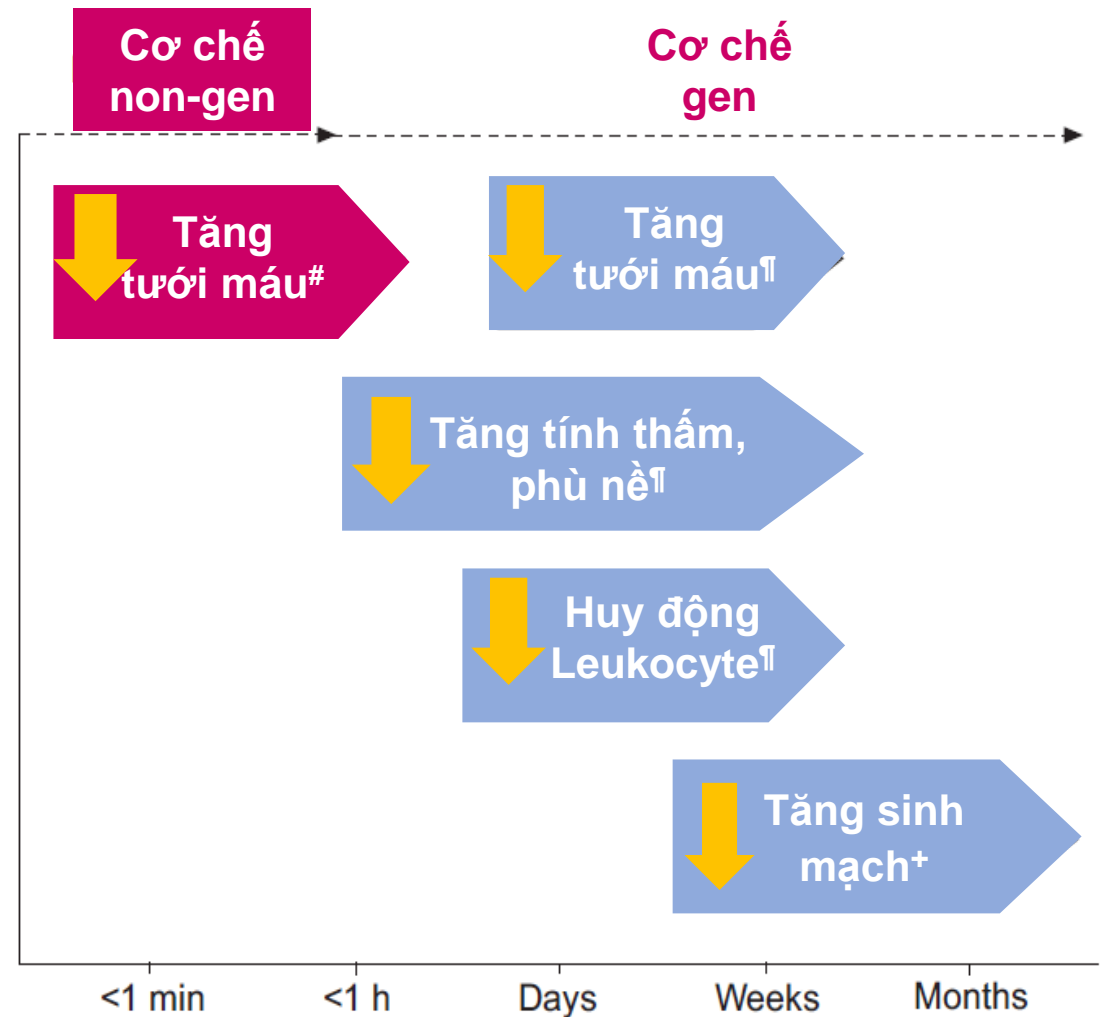 Cơ chế
non-gen
Cơ chế
gen
Tăng
tưới máu#
Tăng
tưới máu¶
Tăng tính thấm,
phù nề¶
Huy động
Leukocyte¶
Tăng sinh
mạch+
<1 min
<1 h
Days
Weeks
Months